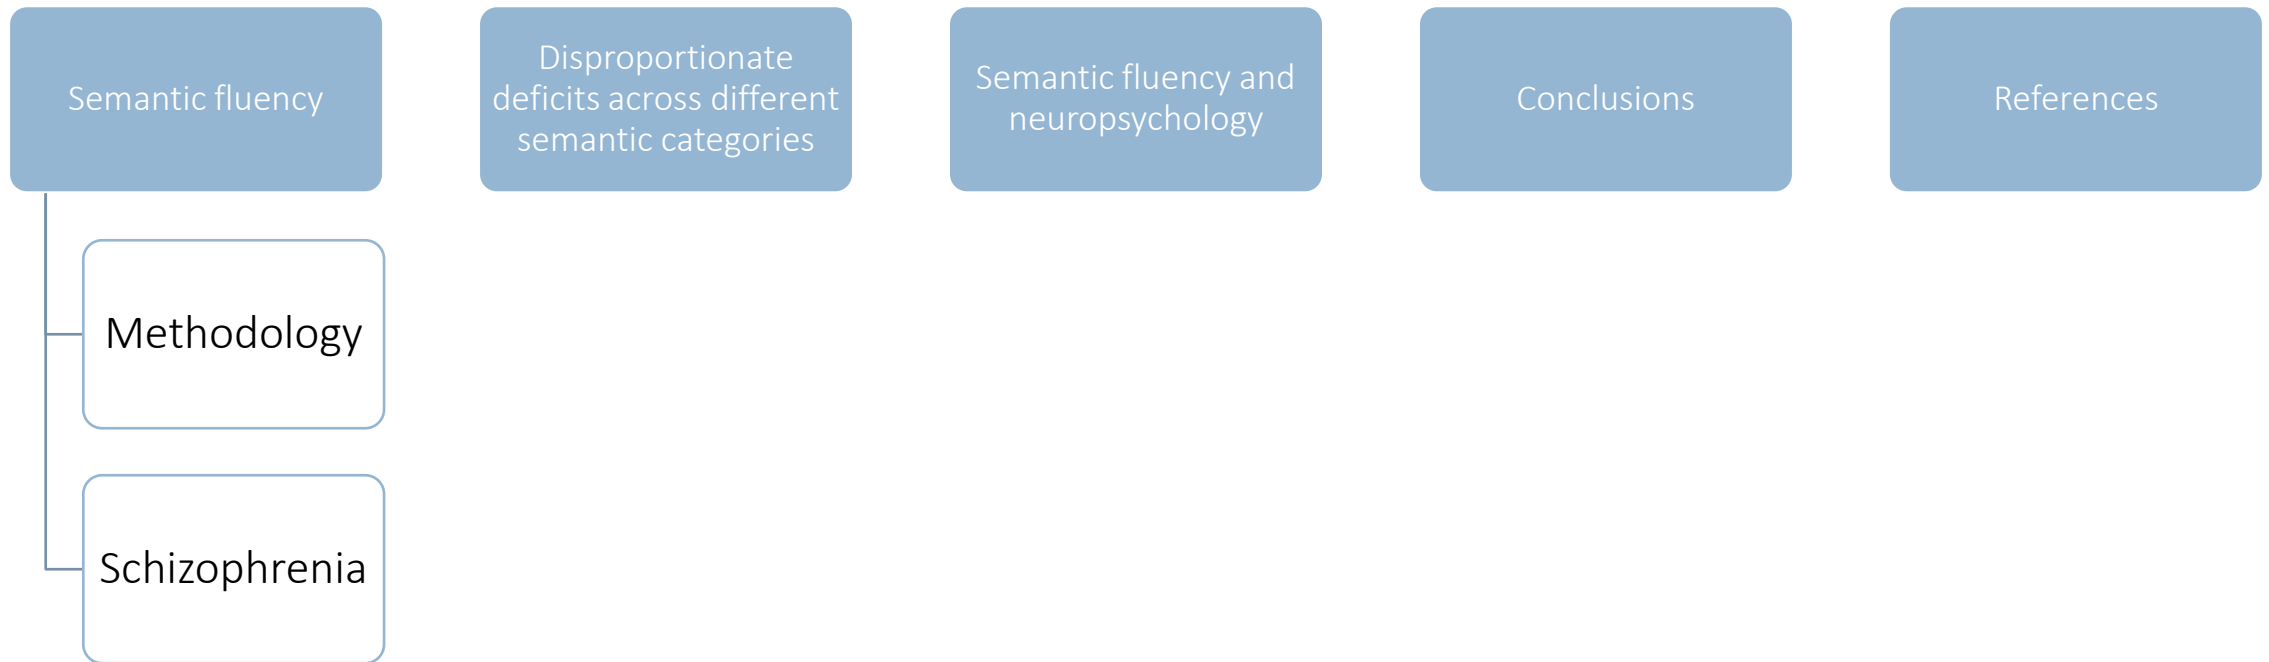 Semantic fluency
Disproportionate
deficits across different
semantic categories
Semantic fluency and
neuropsychology
Conclusions
References
Methodology
Schizophrenia